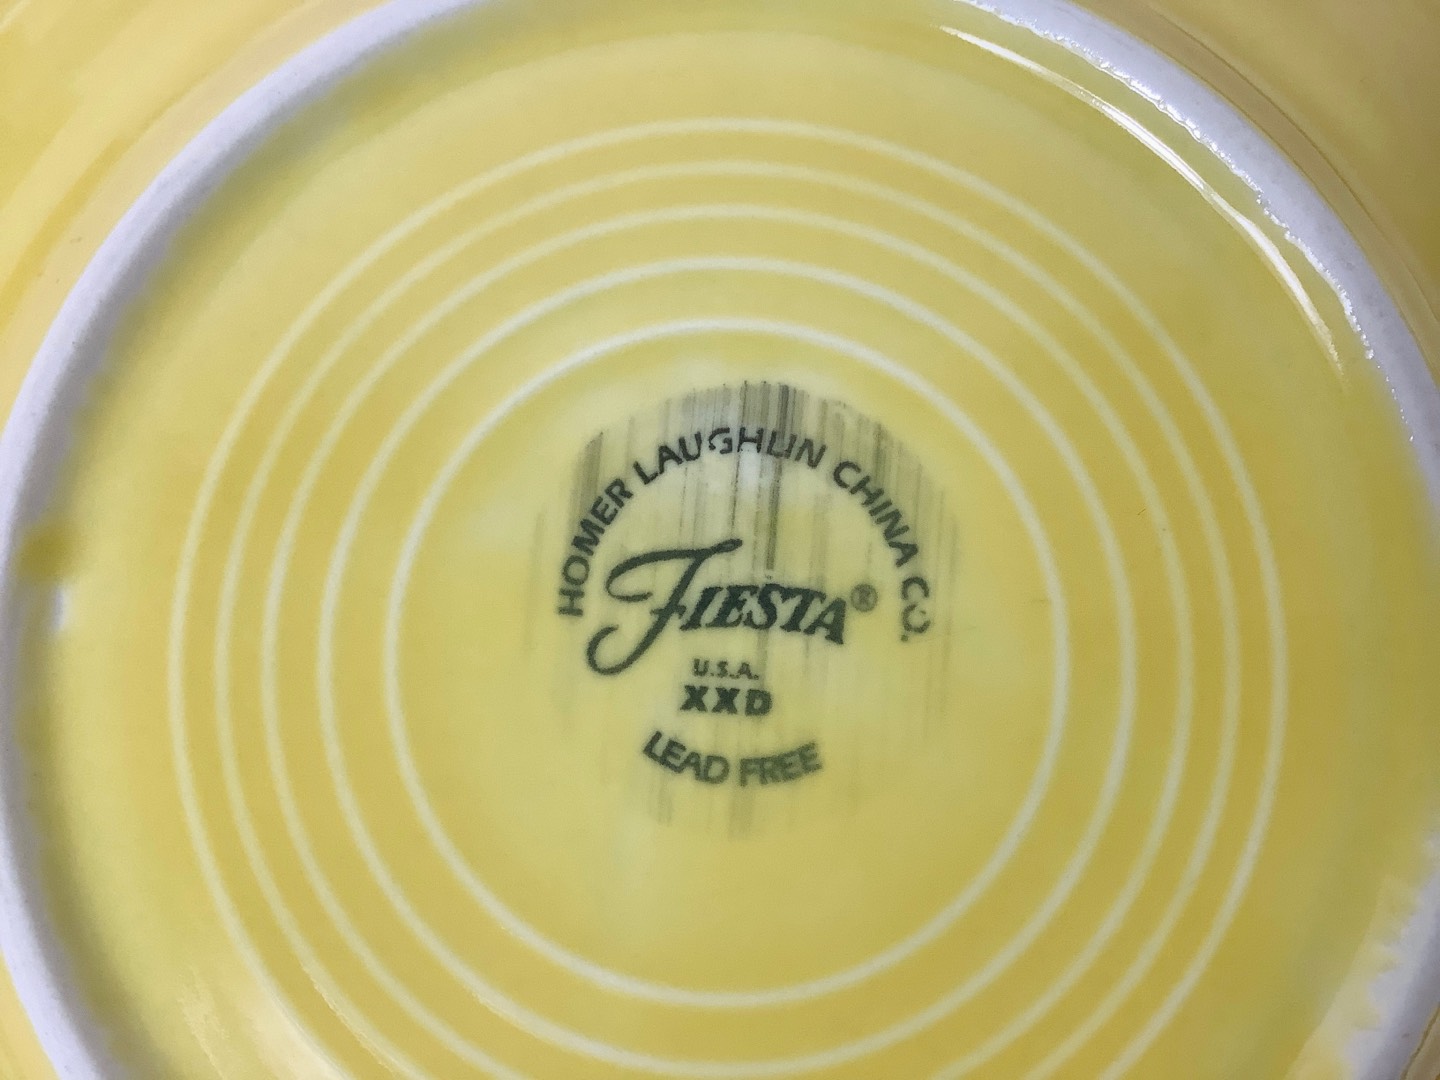 HOMER LAUGHLIN CHINA CO.
FIESTA®
U.S.A.
XXD
LEAD FREE